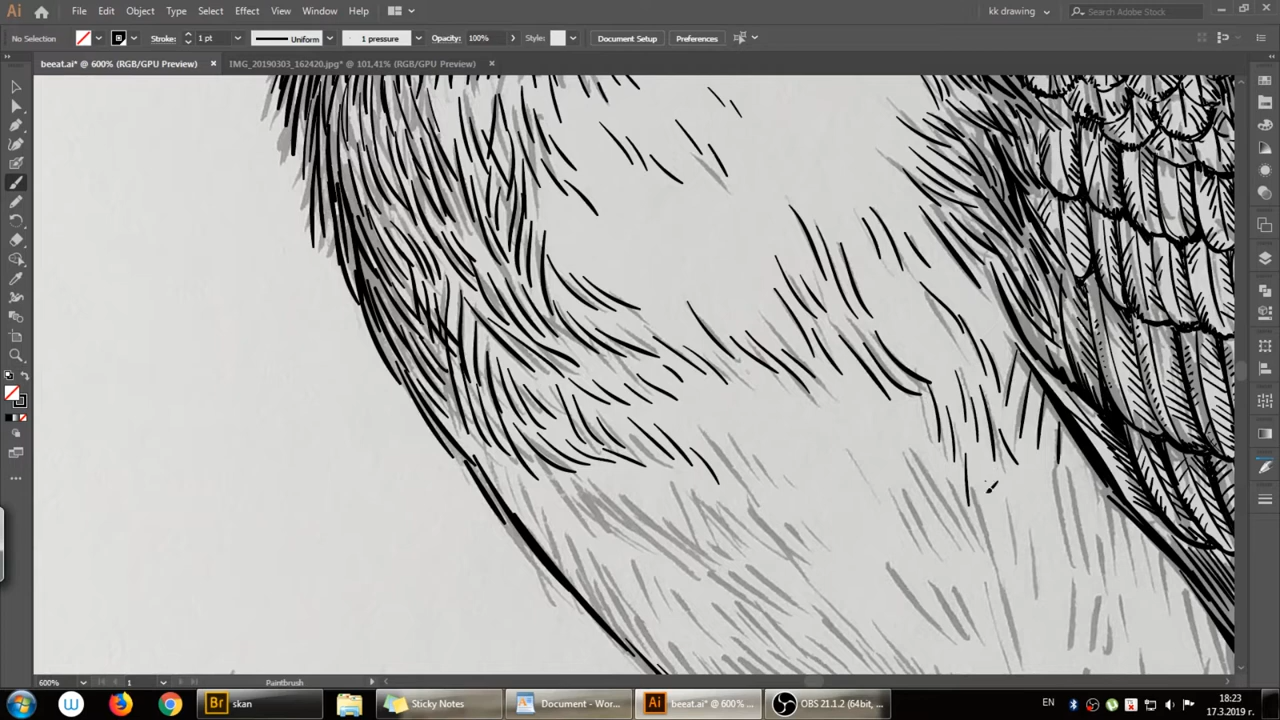 Ai File Edit Object Type Select Effect View Window Help kk drawing Search Adobe Stock
No Selection Stroke: 1 pt Uniform 1 pressure Opacity: 100% Style: Document Setup Preferences
beeat.ai* @ 600% (RGB/GPU Preview) IMG_20190303_162420.jpg* @ 101,41% (RGB/GPU Preview)
600% 1 Paintbrush
W Br skan Sticky Notes Document - Wor... Ai beeat.ai* @ 600% ... OBS 21.1.2 (64bit, ... EN 18:23
17.3.2019 г.